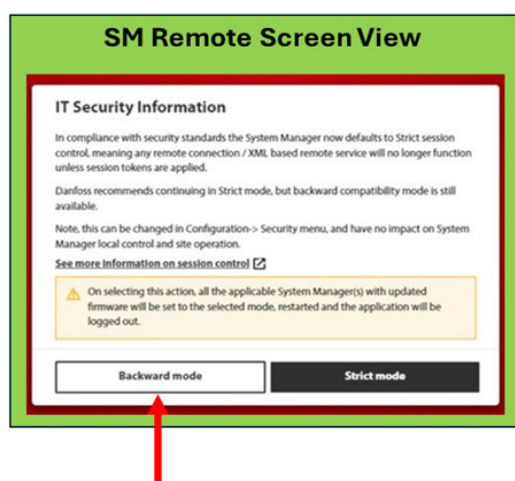 SM Remote Screen View
IT Security Information
In compliance with security standards the System Manager now defaults to Strict session
control, meaning any remote connection / XML based remote service will no longer function
unless session tokens are applied.
Danfoss recommends continuing in Strict mode, but backward compatibility mode is still
available.
Note, this can be changed in Configuration-> Security menu, and have no impact on System
Manager local control and site operation.
See more information on session control
On selecting this action, all the applicable System Manager(s) with updated
firmware will be set to the selected mode, restarted and the application will be
logged out.
Backward mode
Strict mode